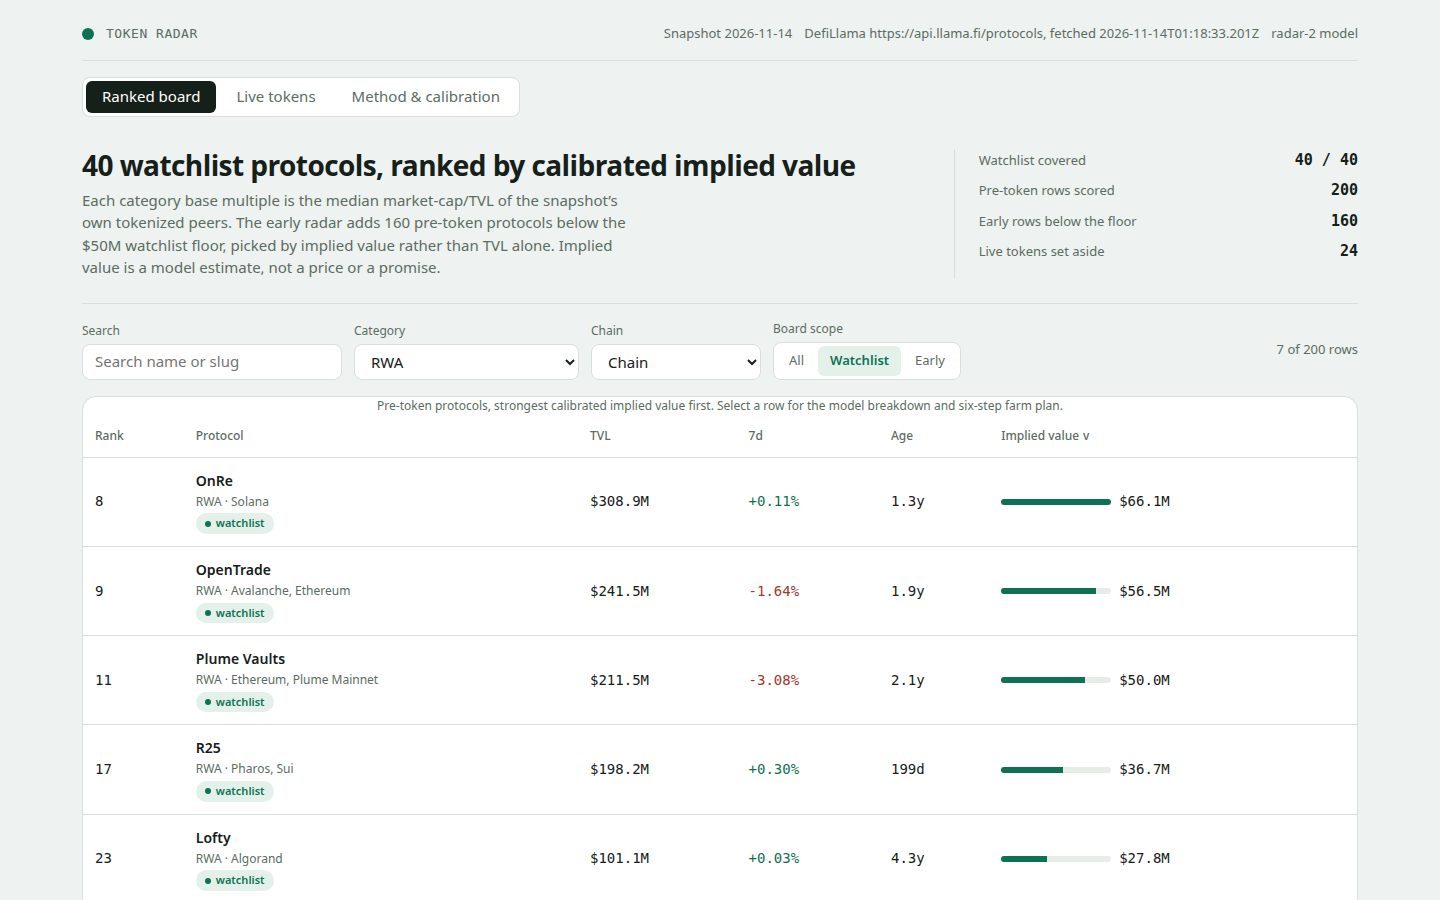 TOKEN RADAR
Snapshot 2026-11-14 DefiLlama https://api.llama.fi/protocols, fetched 2026-11-14T01:18:33.201Z radar-2 model
Ranked board Live tokens Method & calibration
40 watchlist protocols, ranked by calibrated implied value
Each category base multiple is the median market-cap/TVL of the snapshot's
own tokenized peers. The early radar adds 160 pre-token protocols below the
$50M watchlist floor, picked by implied value rather than TVL alone. Implied
value is a model estimate, not a price or a promise.
Watchlist covered 40 / 40
Pre-token rows scored 200
Early rows below the floor 160
Live tokens set aside 24
Search Category Chain Board scope
Search name or slug RWA Chain All Watchlist Early
7 of 200 rows
Pre-token protocols, strongest calibrated implied value first. Select a row for the model breakdown and six-step farm plan.
Rank Protocol TVL 7d Age Implied value v
OnRe
8 RWA · Solana $308.9M +0.11% 1.3y $66.1M
watchlist
OpenTrade
9 RWA · Avalanche, Ethereum $241.5M -1.64% 1.9y $56.5M
watchlist
Plume Vaults
11 RWA · Ethereum, Plume Mainnet $211.5M -3.08% 2.1y $50.0M
watchlist
R25
17 RWA · Pharos, Sui $198.2M +0.30% 199d $36.7M
watchlist
Lofty
23 RWA · Algorand $101.1M +0.03% 4.3y $27.8M
watchlist